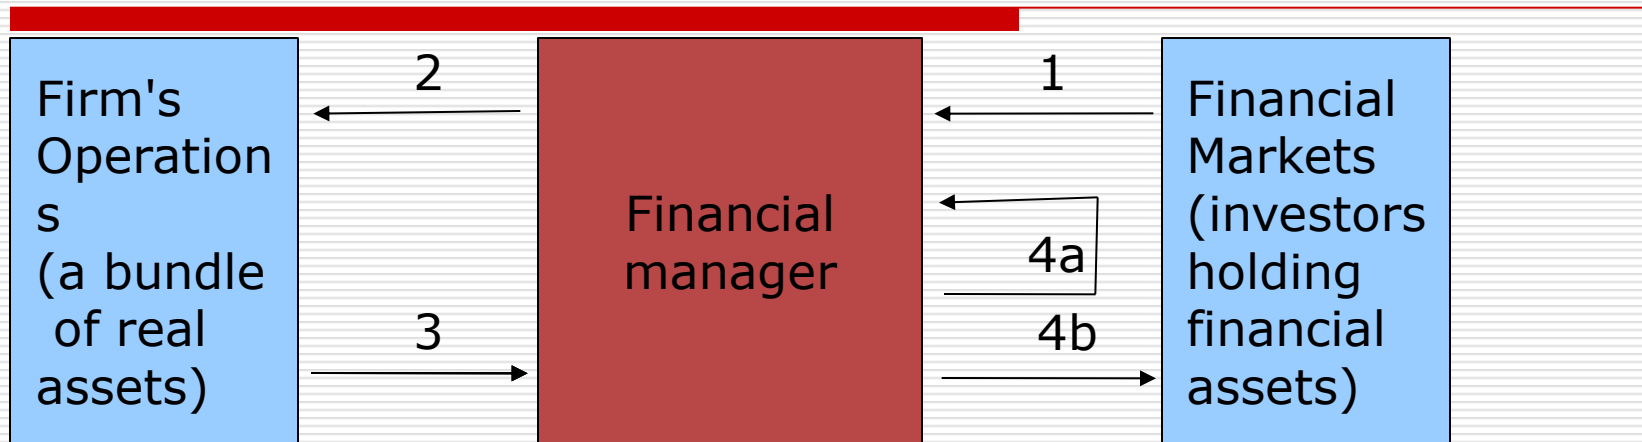 Firm's
Operation
s
(a bundle
of real
assets)
2
3
Financial
manager
1
4a
4b
Financial
Markets
(investors
holding
financial
assets)